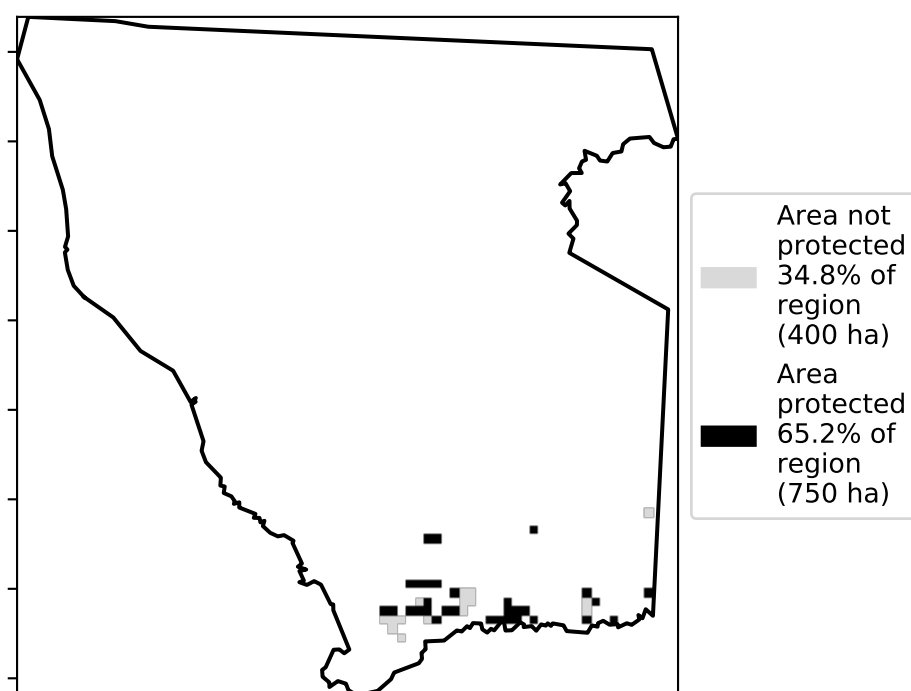 Area not
protected
34.8% of
region
(400 ha)
Area
protected
65.2% of
region
(750 ha)